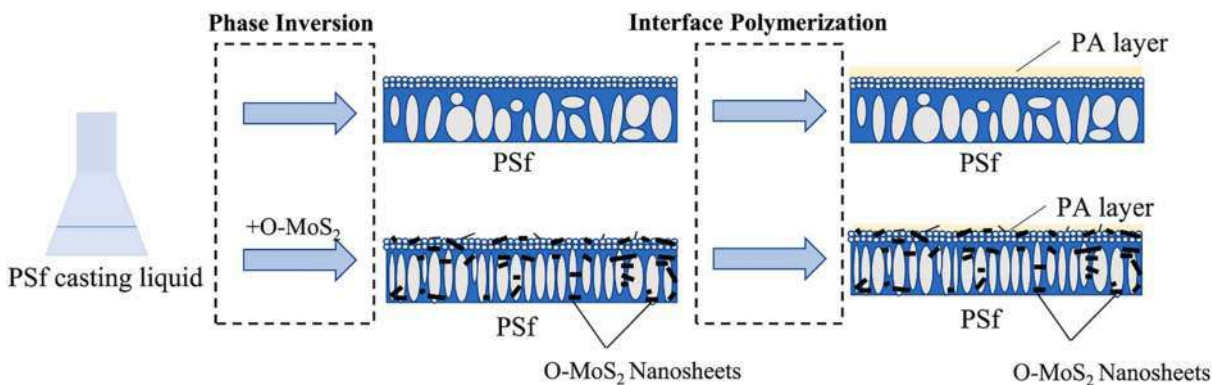 Phase Inversion
Interface Polymerization
PA layer
PSf
PSf
+O-MoS₂
PA layer
PSf casting liquid
PSf
PSf
O-MoS₂ Nanosheets
O-MoS₂ Nanosheets